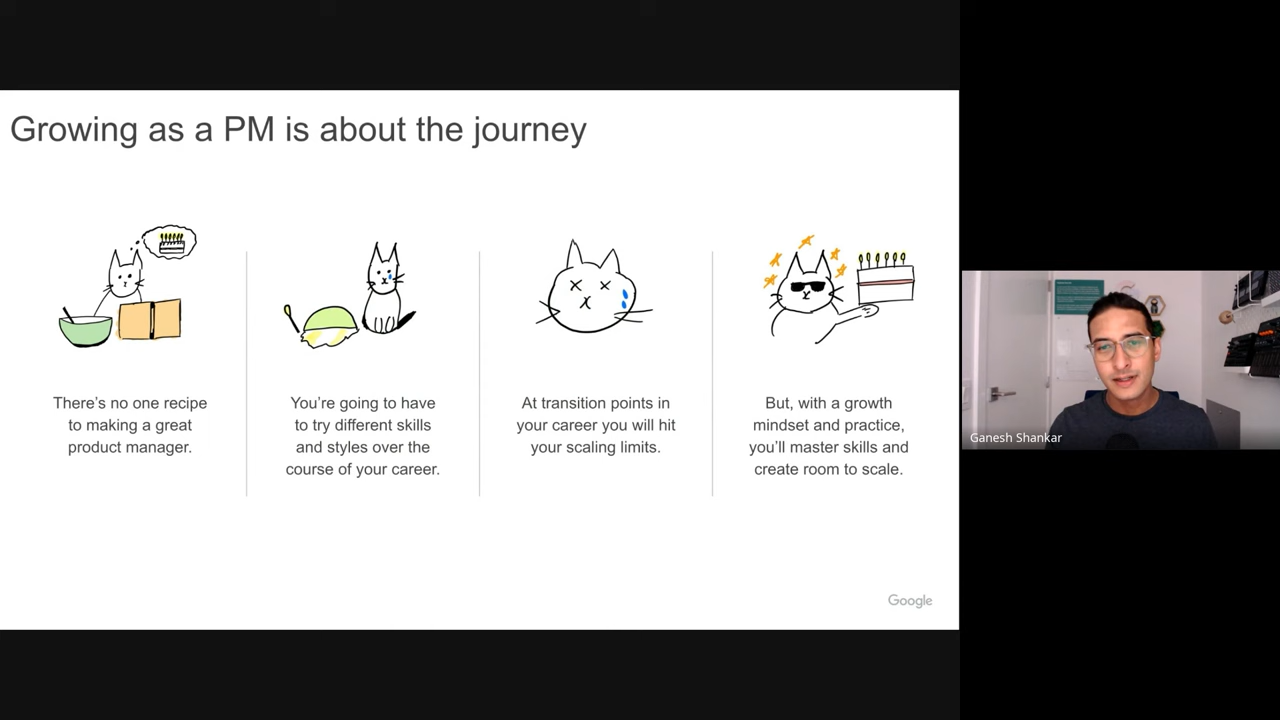 Growing as a PM is about the journey
There's no one recipe
to making a great
product manager.
You're going to have
to try different skills
and styles over the
course of your career.
At transition points in
your career you will hit
your scaling limits.
But, with a growth
mindset and practice,
you'll master skills and
create room to scale.
Google
Ganesh Shankar